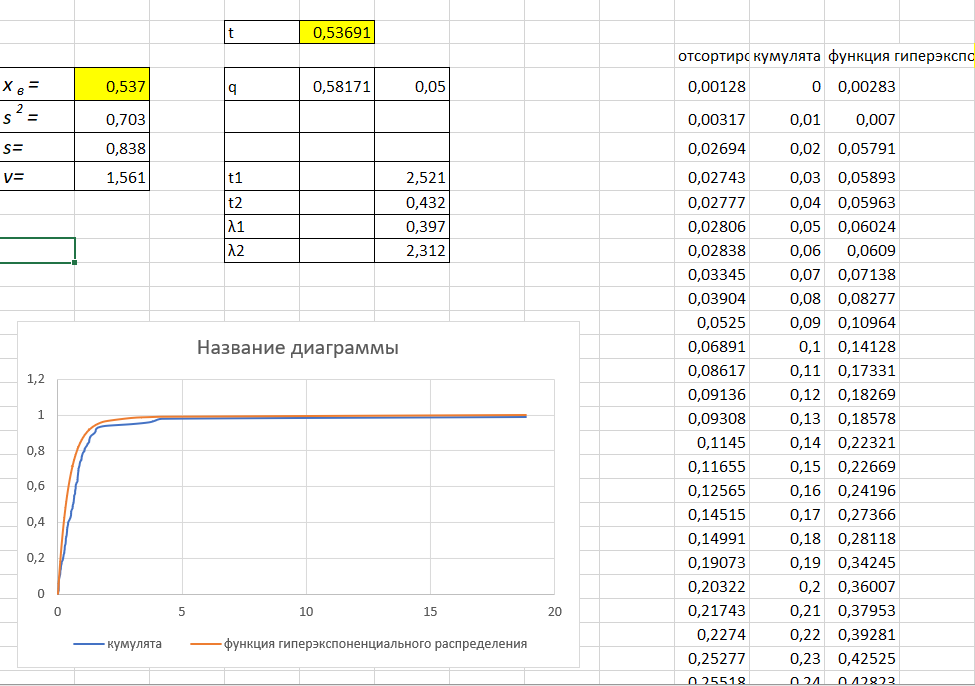 t 0,53691
отсортиро кумулята функция гиперэкспо
x в = 0,537 q 0,58171 0,05 0,00128 0 0,00283
s 2 = 0,703 0,00317 0,01 0,007
s= 0,838 0,02694 0,02 0,05791
v= 1,561 t1 2,521 0,02743 0,03 0,05893
t2 0,432 0,02777 0,04 0,05963
λ1 0,397 0,02806 0,05 0,06024
λ2 2,312 0,02838 0,06 0,0609
0,03345 0,07 0,07138
0,03904 0,08 0,08277
0,0525 0,09 0,10964
Название диаграммы 0,06891 0,1 0,14128
1,2 0,08617 0,11 0,17331
0,09136 0,12 0,18269
1 0,09308 0,13 0,18578
0,8 0,1145 0,14 0,22321
0,11655 0,15 0,22669
0,6 0,12565 0,16 0,24196
0,4 0,14515 0,17 0,27366
0,14991 0,18 0,28118
0,2 0,19073 0,19 0,34245
0 0,20322 0,2 0,36007
0 5 10 15 20 0,21743 0,21 0,37953
кумулята функция гиперэкспоненциального распределения 0,2274 0,22 0,39281
0,25277 0,23 0,42525
0,25518 0,24 0,42823